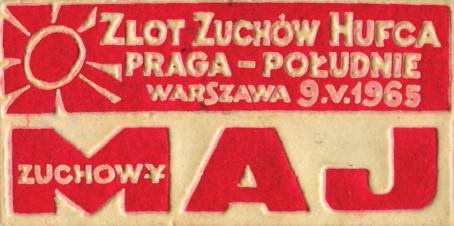 ZLOT ZUCHÓW HUFCA
PRAGA – POŁUDNIE
WARSZAWA 9.V.1965
ZUCHOWY
MAJ